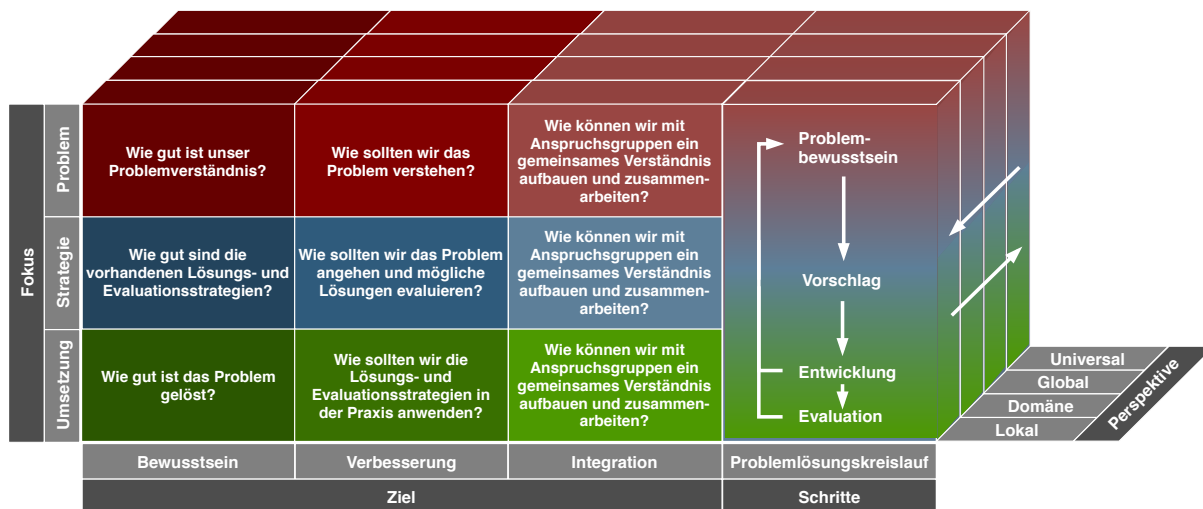 Fokus
Problem
Wie gut ist unser
Problemverständnis?
Wie sollten wir das
Problem verstehen?
Wie können wir mit
Anspruchsgruppen ein
gemeinsames Verständnis
aufbauen und zusammen-
arbeiten?
Problem-
bewusstsein
Strategie
Wie gut sind die
vorhandenen Lösungs- und
Evaluationsstrategien?
Wie sollten wir das Problem
angehen und mögliche
Lösungen evaluieren?
Wie können wir mit
Anspruchsgruppen ein
gemeinsames Verständnis
aufbauen und zusammen-
arbeiten?
Vorschlag
Umsetzung
Wie gut ist das Problem
gelöst?
Wie sollten wir die
Lösungs- und
Evaluationsstrategien in
der Praxis anwenden?
Wie können wir mit
Anspruchsgruppen ein
gemeinsames Verständnis
aufbauen und zusammen-
arbeiten?
Entwicklung
Evaluation
Universal
Global
Domäne
Lokal
Perspektive
Bewusstsein
Verbesserung
Integration
Problemlösungskreislauf
Ziel
Schritte